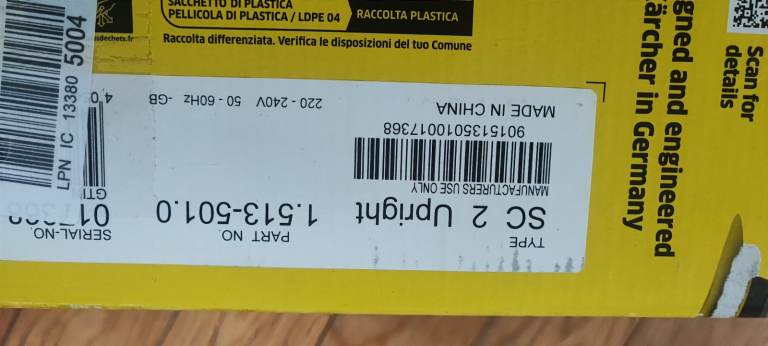 SACCHETTO DI PLASTICA
PELLICOLA DI PLASTICA / LDPE 04
RACCOLTA PLASTICA
Raccolta differenziata. Verifica le disposizioni del tuo Comune
LPN IC 13380 5004
TYPE
SC 2 Upright
PART NO.
1.513-501.0
SERIAL-NO.
MANUFACTURERS USE ONLY
9015135010017368
MADE IN CHINA
220 - 240V 50 - 60Hz -GB
gned and engineered
ärcher in Germany
Scan for
details